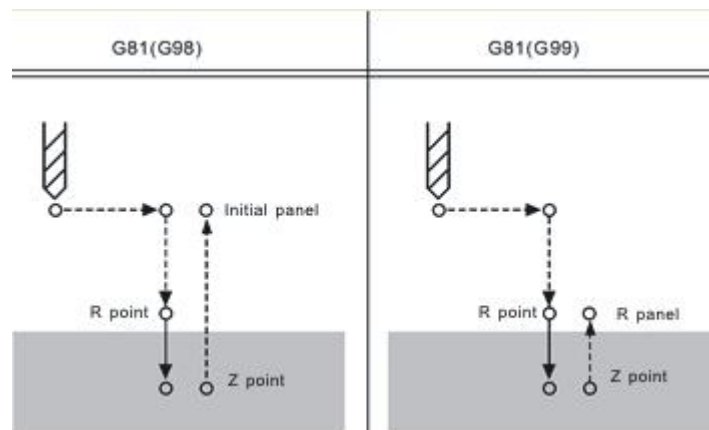 G81(G98)
Initial panel
R point
Z point
G81(G99)
R point
R panel
Z point